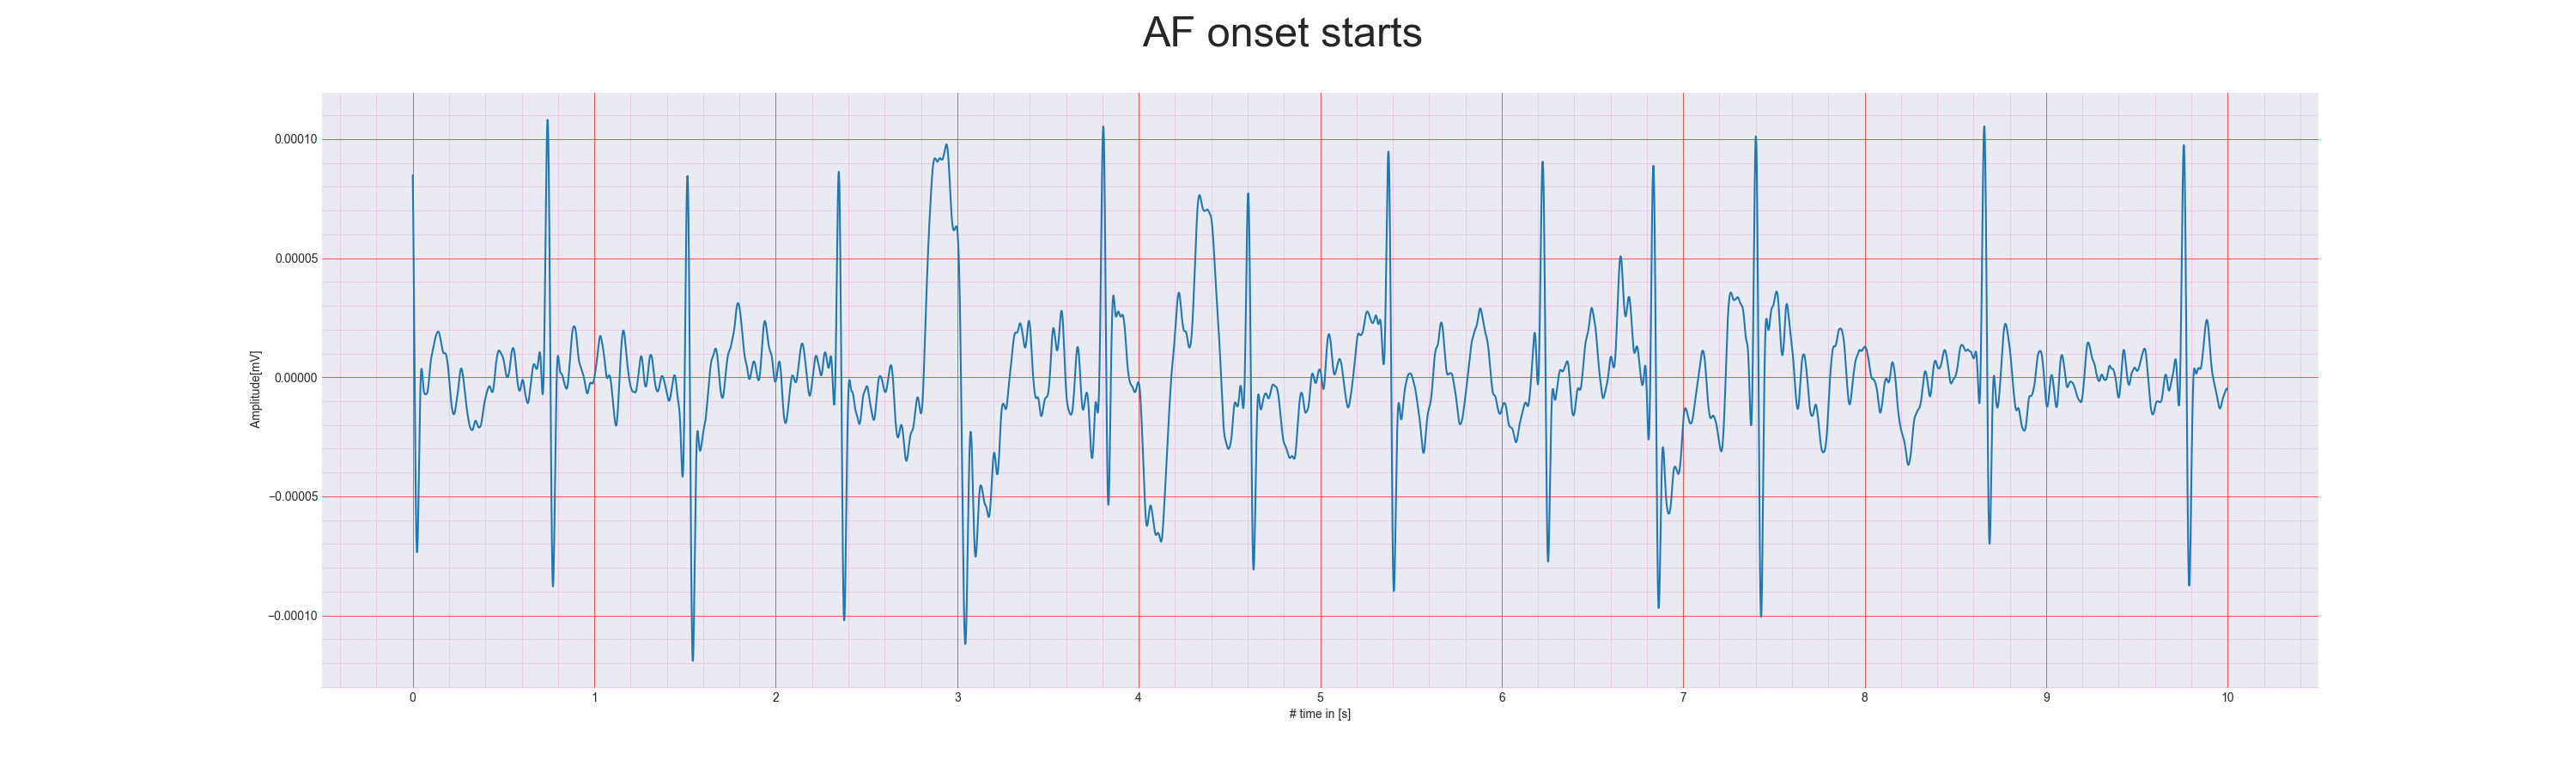 AF onset starts
0.00010
0.00005
0.00000
−0.00005
−0.00010
Amplitude[mV]
0 1 2 3 4 5 6 7 8 9 10
# time in [s]